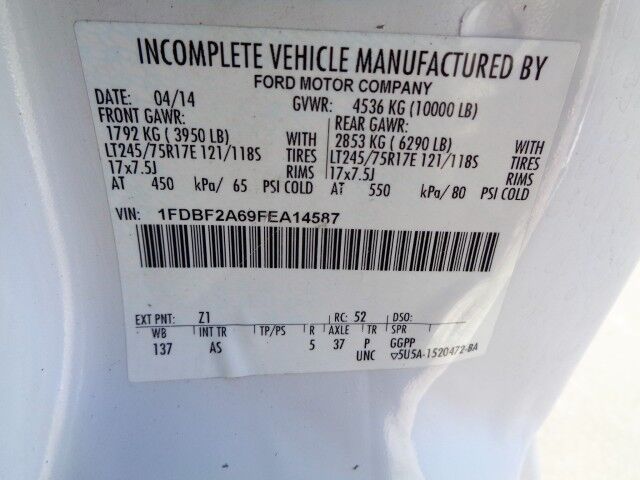 INCOMPLETE VEHICLE MANUFACTURED BY
FORD MOTOR COMPANY
DATE: 04/14 GVWR: 4536 KG (10000 LB)
FRONT GAWR: REAR GAWR:
1792 KG ( 3950 LB) WITH 2853 KG ( 6290 LB) WITH
LT245/75R17E 121/118S TIRES LT245/75R17E 121/118S TIRES
17x7.5J RIMS 17x7.5J RIMS
AT 450 kPa/ 65 PSI COLD AT 550 kPa/ 80 PSI COLD
VIN: 1FDBF2A69FEA14587
EXT PNT: Z1 RC: 52 DSO:
WB INT TR TP/PS R AXLE TR SPR
137 AS 5 37 P GGPP
UNC ▽5U5A-1520472-BA